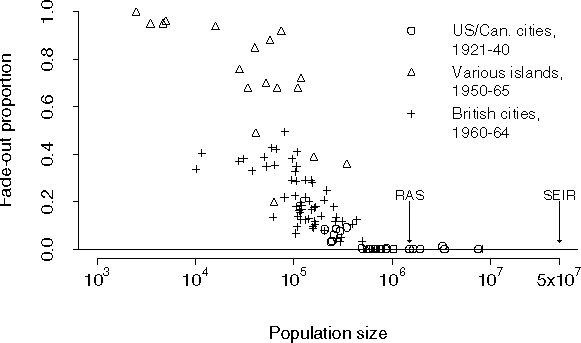 1.0
0.8
0.6
0.4
0.2
0.0
Fade-out proportion
US/Can. cities,
1921-40
Various islands,
1950-65
British cities,
1960-64
RAS
SEIR
10³
10⁴
10⁵
10⁶
10⁷
5x10⁷
Population size